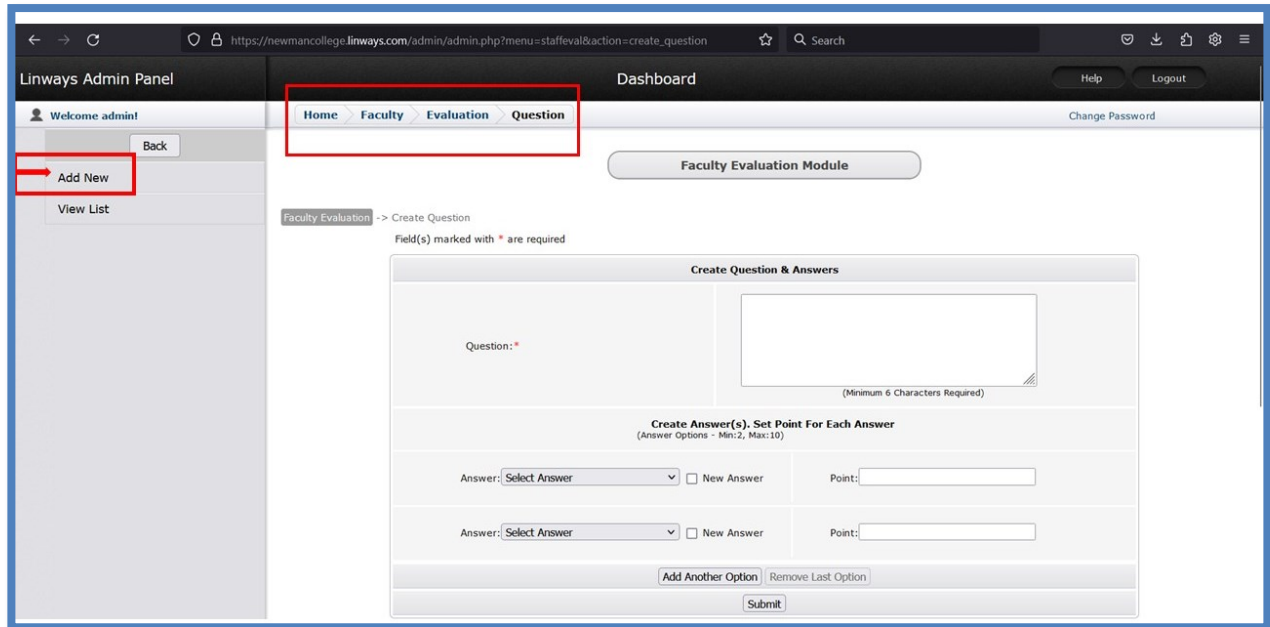 https://newmancollege.linways.com/admin/admin.php?menu=staffeval&action=create_question Search
Linways Admin Panel Dashboard Help Logout
Welcome admin! Home Faculty Evaluation Question Change Password
Back
Add New
View List
Faculty Evaluation Module
Faculty Evaluation -> Create Question
Field(s) marked with * are required
Create Question & Answers
Question:*
(Minimum 6 Characters Required)
Create Answer(s). Set Point For Each Answer
(Answer Options - Min:2, Max:10)
Answer: Select Answer New Answer Point:
Answer: Select Answer New Answer Point:
Add Another Option Remove Last Option
Submit